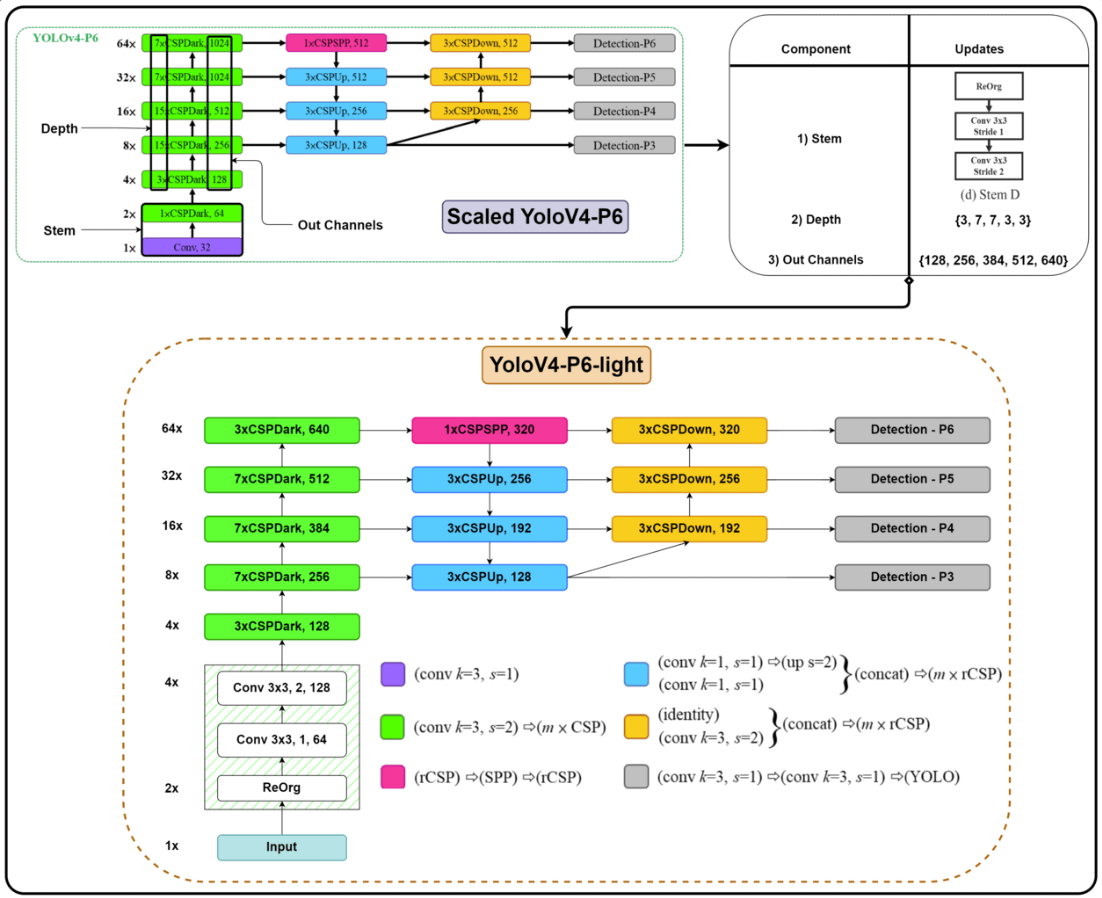 YOLOv4-P6
64x
7xCSPDark, 1024
1xCSPSPP, 512
3xCSPDown, 512
Detection-P6
32x
7xCSPDark, 1024
3xCSPUp, 512
3xCSPDown, 512
Detection-P5
16x
15xCSPDark, 512
3xCSPUp, 256
3xCSPDown, 256
Detection-P4
Depth
8x
15xCSPDark, 256
3xCSPUp, 128
Detection-P3
4x
3xCSPDark, 128
2x
1xCSPDark, 64
Stem
Out Channels
1x
Conv, 32
Scaled YoloV4-P6
Component
Updates
1) Stem
ReOrg
Conv 3x3
Stride 1
Conv 3x3
Stride 2
(d) Stem D
2) Depth
{3, 7, 7, 3, 3}
3) Out Channels
{128, 256, 384, 512, 640}
YoloV4-P6-light
64x
3xCSPDark, 640
1xCSPSPP, 320
3xCSPDown, 320
Detection - P6
32x
7xCSPDark, 512
3xCSPUp, 256
3xCSPDown, 256
Detection - P5
16x
7xCSPDark, 384
3xCSPUp, 192
3xCSPDown, 192
Detection - P4
8x
7xCSPDark, 256
3xCSPUp, 128
Detection - P3
4x
3xCSPDark, 128
4x
Conv 3x3, 2, 128
Conv 3x3, 1, 64
2x
ReOrg
1x
Input
(conv k=3, s=1)
(conv k=3, s=2) ⇨(m × CSP)
(rCSP) ⇨(SPP) ⇨(rCSP)
(conv k=1, s=1) ⇨(up s=2)
(conv k=1, s=1)
}(concat) ⇨(m × rCSP)
(identity)
(conv k=3, s=2)
}(concat) ⇨(m × rCSP)
(conv k=3, s=1) ⇨(conv k=3, s=1) ⇨(YOLO)